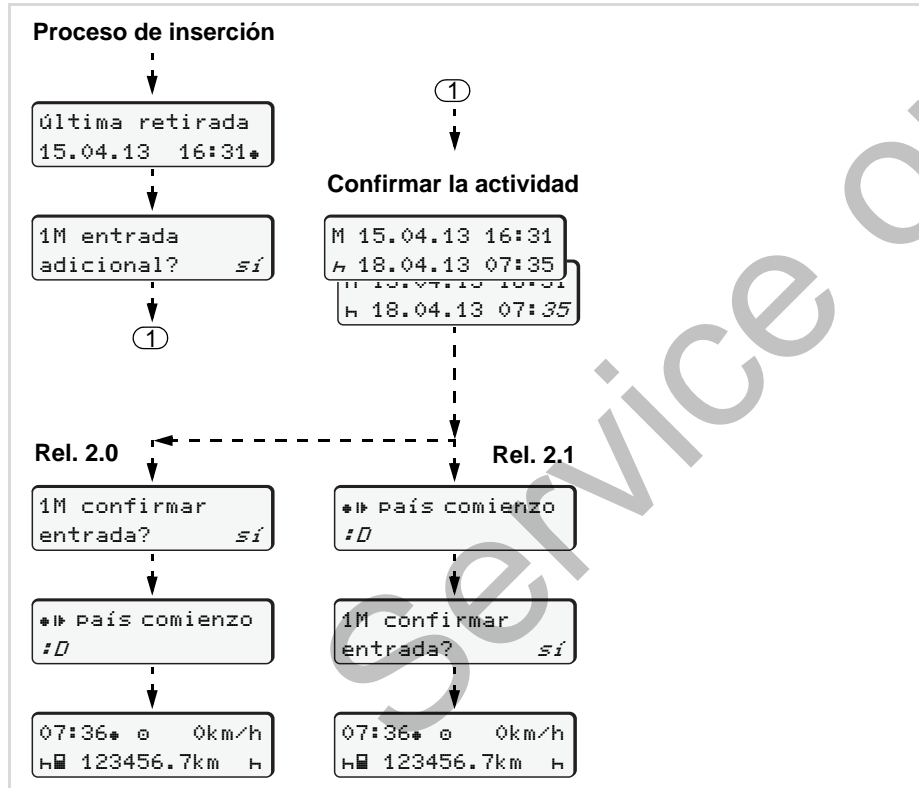 Proceso de inserción
última retirada
15.04.13 16:31
1M entrada
adicional? sí
1
1
Confirmar la actividad
M 15.04.13 16:31
18.04.13 07:35
18.04.13 07:35
Rel. 2.0
1M confirmar
entrada? sí
país comienzo
:D
07:36 0km/h
123456.7km
Rel. 2.1
país comienzo
:D
1M confirmar
entrada? sí
07:36 0km/h
123456.7km
Service